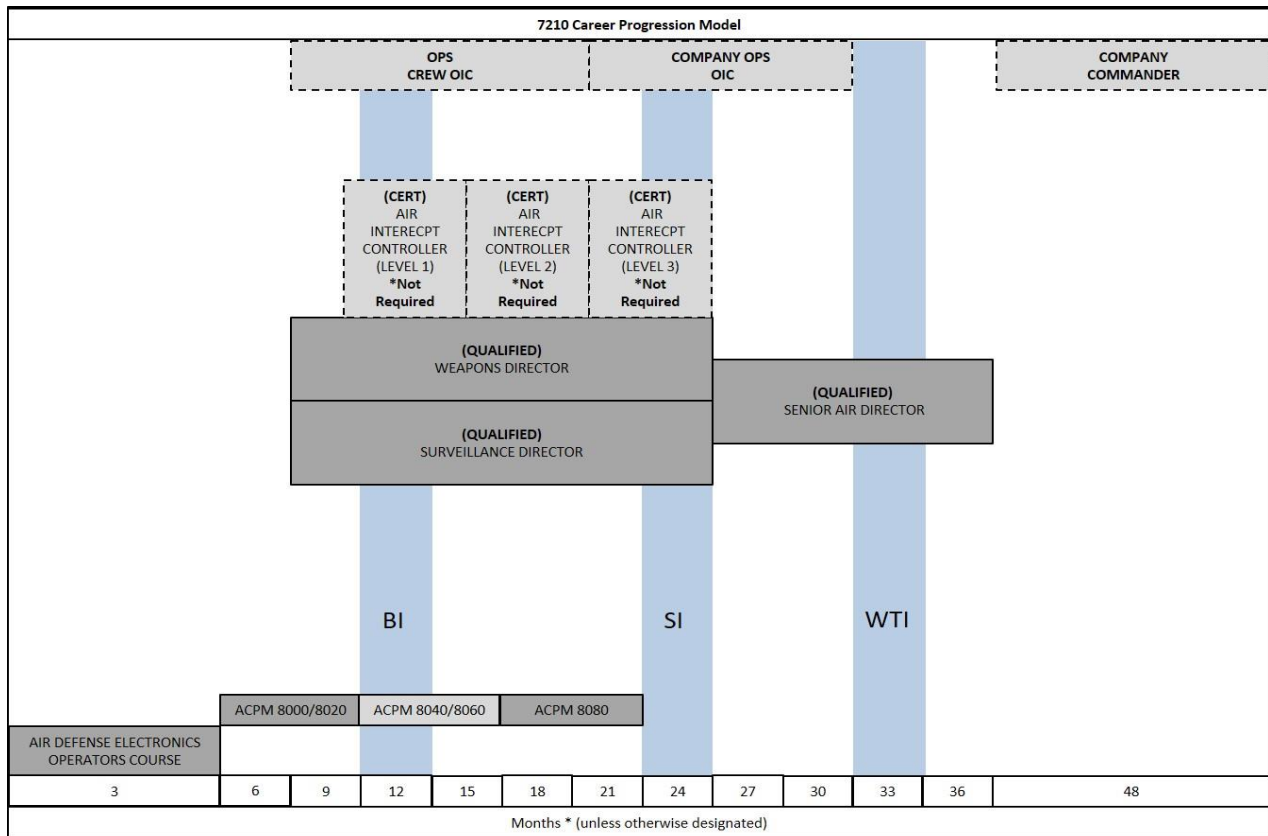 7210 Career Progression Model
OPS
CREW OIC
COMPANY OPS
OIC
COMPANY
COMMANDER
(CERT)
AIR
INTERECPT
CONTROLLER
(LEVEL 1)
*Not
Required
(CERT)
AIR
INTERECPT
CONTROLLER
(LEVEL 2)
*Not
Required
(CERT)
AIR
INTERECPT
CONTROLLER
(LEVEL 3)
*Not
Required
(QUALIFIED)
WEAPONS DIRECTOR
(QUALIFIED)
SENIOR AIR DIRECTOR
(QUALIFIED)
SURVEILLANCE DIRECTOR
BI
SI
WTI
ACPM 8000/8020
ACPM 8040/8060
ACPM 8080
AIR DEFENSE ELECTRONICS
OPERATORS COURSE
3 6 9 12 15 18 21 24 27 30 33 36 48
Months * (unless otherwise designated)